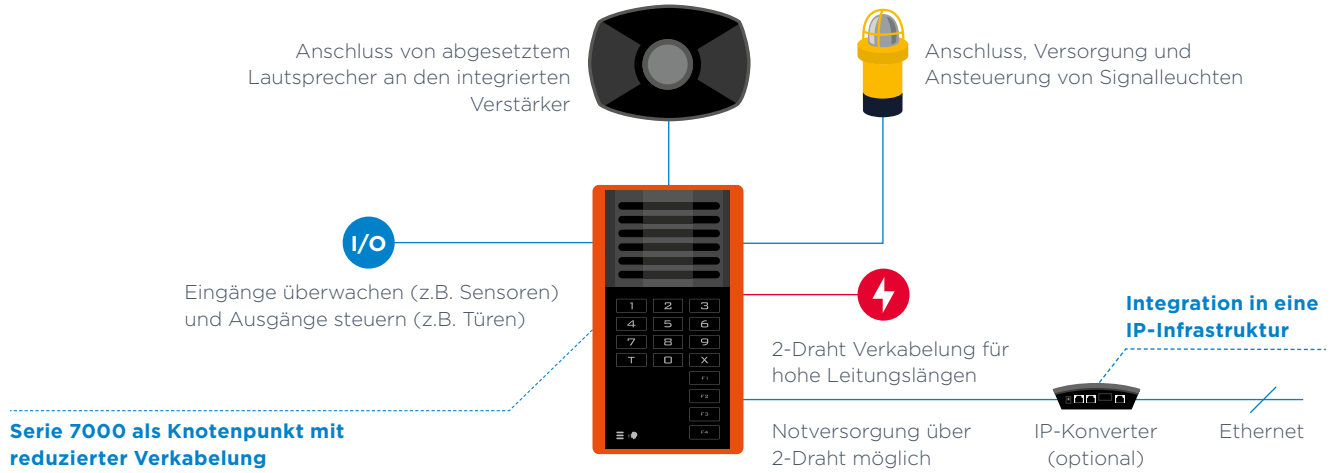 Anschluss von abgesetztem
Lautsprecher an den integrierten
Verstärker
Anschluss, Versorgung und
Ansteuerung von Signalleuchten
I/O
Eingänge überwachen (z.B. Sensoren)
und Ausgänge steuern (z.B. Türen)
1 2 3
4 5 6
7 8 9
T 0 X
F1
F2
F3
F4
Integration in eine
IP-Infrastruktur
2-Draht Verkabelung für
hohe Leitungslängen
Serie 7000 als Knotenpunkt mit
reduzierter Verkabelung
Notversorgung über
2-Draht möglich
IP-Konverter
(optional)
Ethernet